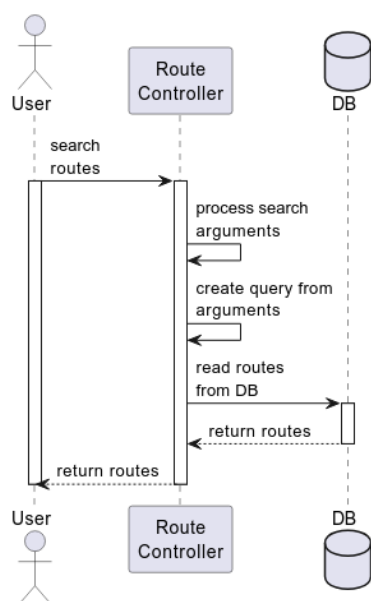 User
Route
Controller
DB
search
routes
process search
arguments
create query from
arguments
read routes
from DB
return routes
return routes
User
Route
Controller
DB